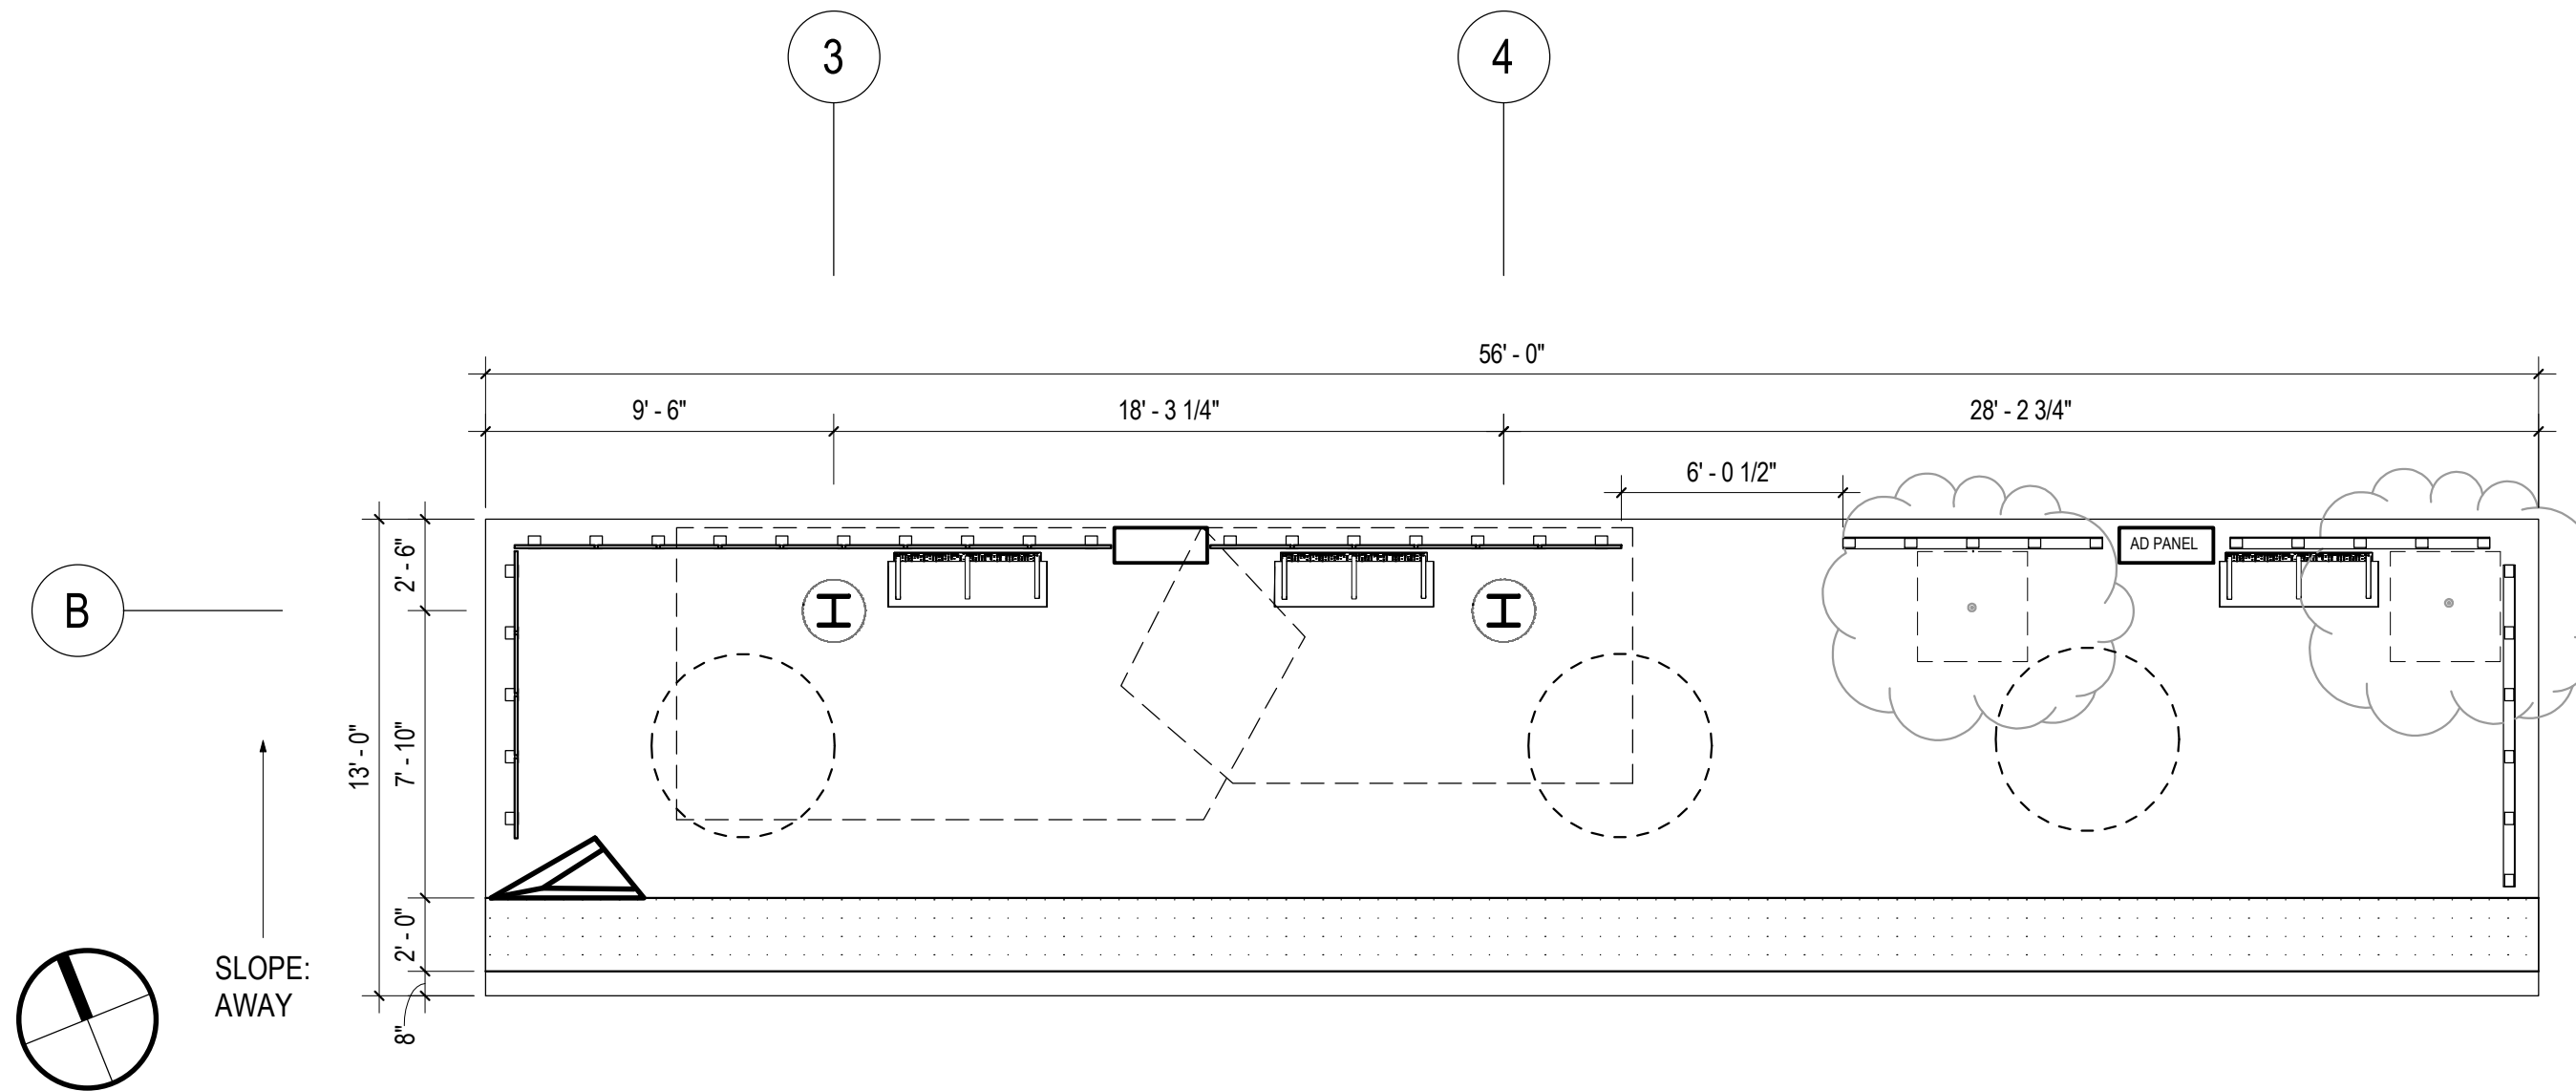 3
4
56' - 0"
9' - 6"
18' - 3 1/4"
28' - 2 3/4"
6' - 0 1/2"
B
2' - 6"
AD PANEL
13' - 0"
7' - 10"
2' - 0"
8"
SLOPE:
AWAY